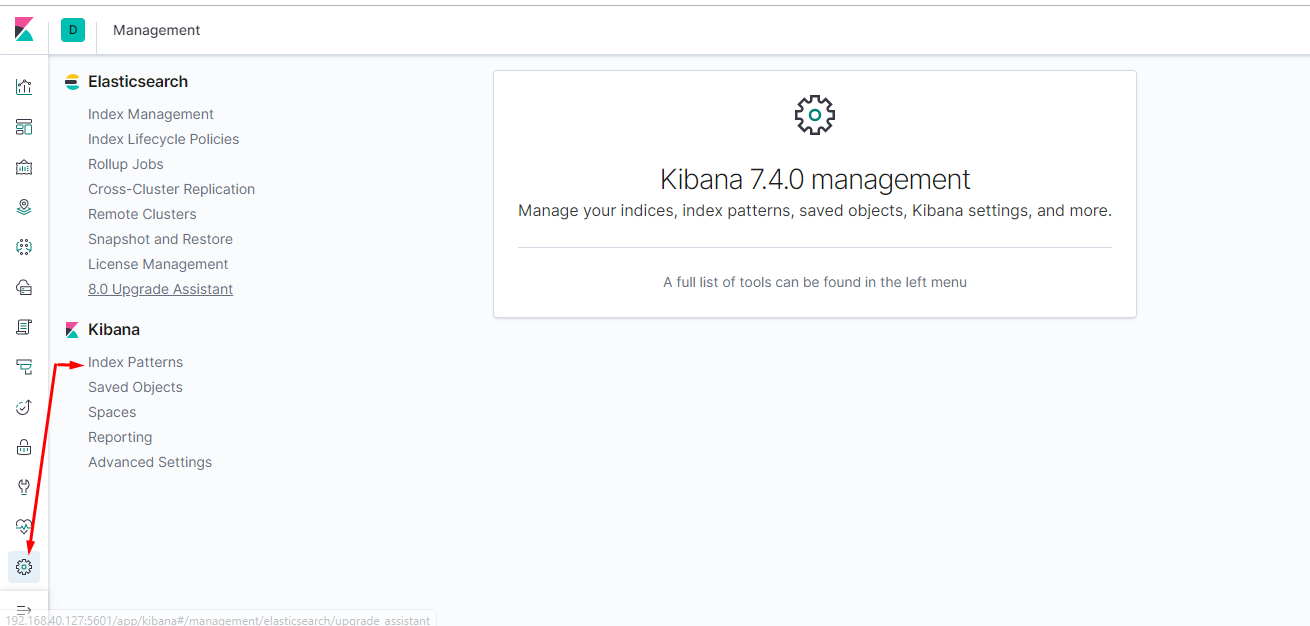 D Management
Elasticsearch
Index Management
Index Lifecycle Policies
Rollup Jobs
Cross-Cluster Replication
Remote Clusters
Snapshot and Restore
License Management
8.0 Upgrade Assistant
Kibana
Index Patterns
Saved Objects
Spaces
Reporting
Advanced Settings
Kibana 7.4.0 management
Manage your indices, index patterns, saved objects, Kibana settings, and more.
A full list of tools can be found in the left menu
192.168.40.127:5601/app/kibana#/management/elasticsearch/upgrade_assistant